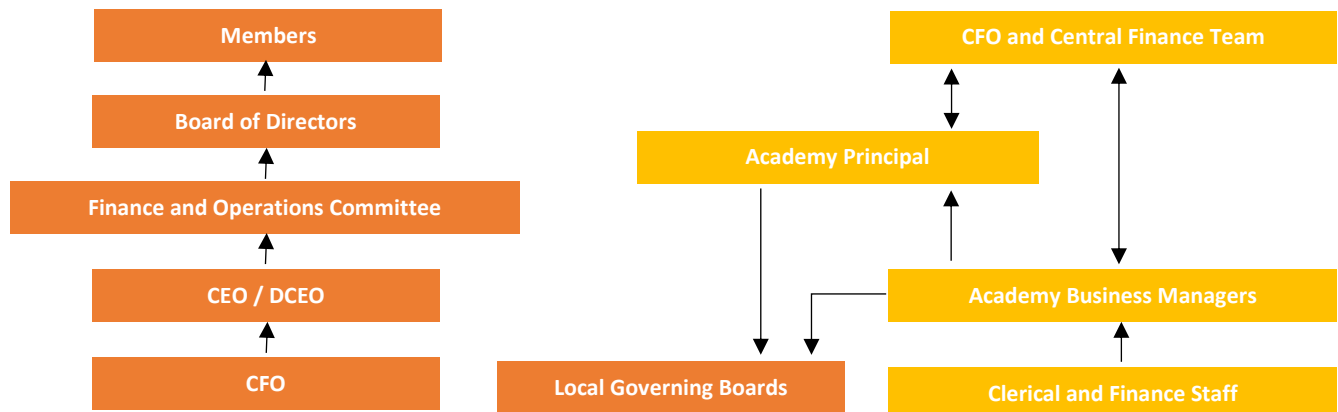 Members
Board of Directors
Finance and Operations Committee
CEO / DCEO
CFO
CFO and Central Finance Team
Academy Principal
Academy Business Managers
Local Governing Boards
Clerical and Finance Staff